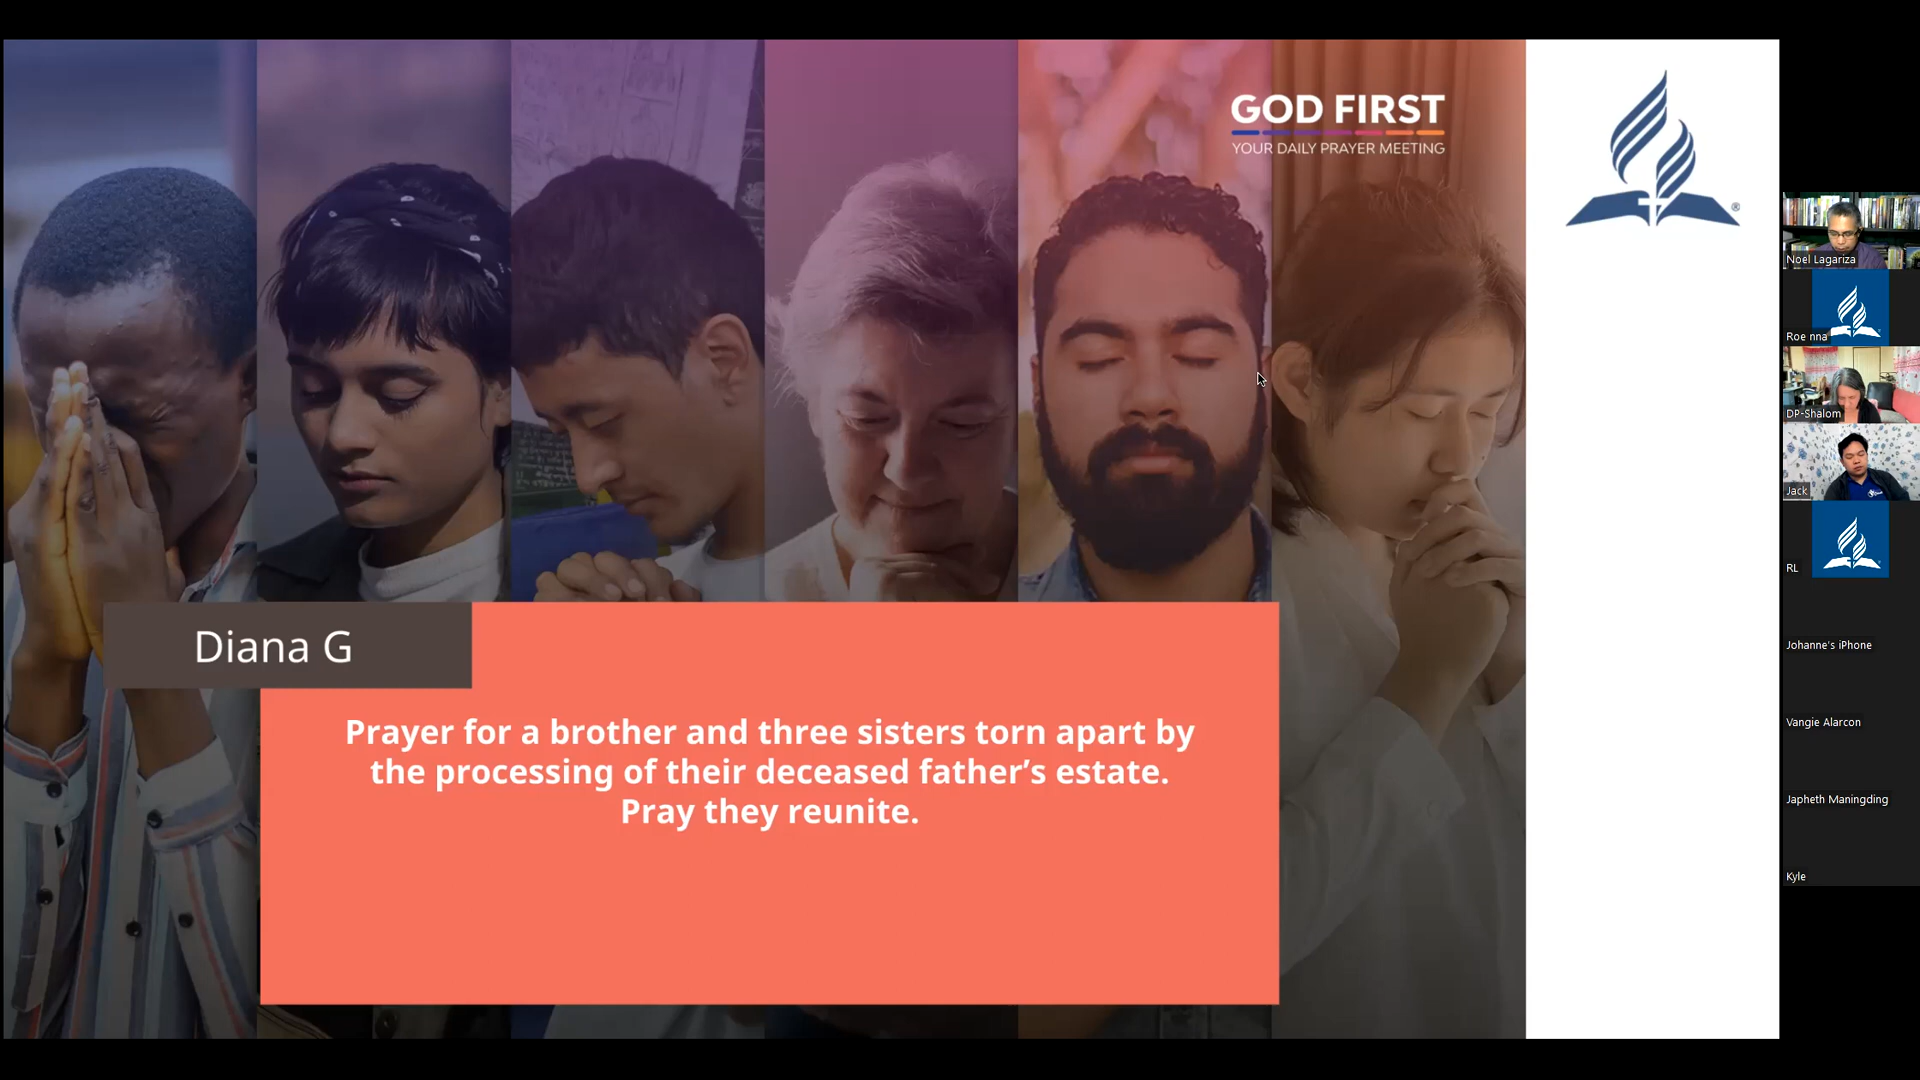 GOD FIRST
YOUR DAILY PRAYER MEETING
®
Diana G
Prayer for a brother and three sisters torn apart by
the processing of their deceased father’s estate.
Pray they reunite.
Noel Lagariza
Roe nna
DP-Shalom
Jack
RL
Johanne's iPhone
Vangie Alarcon
Japheth Maningding
Kyle